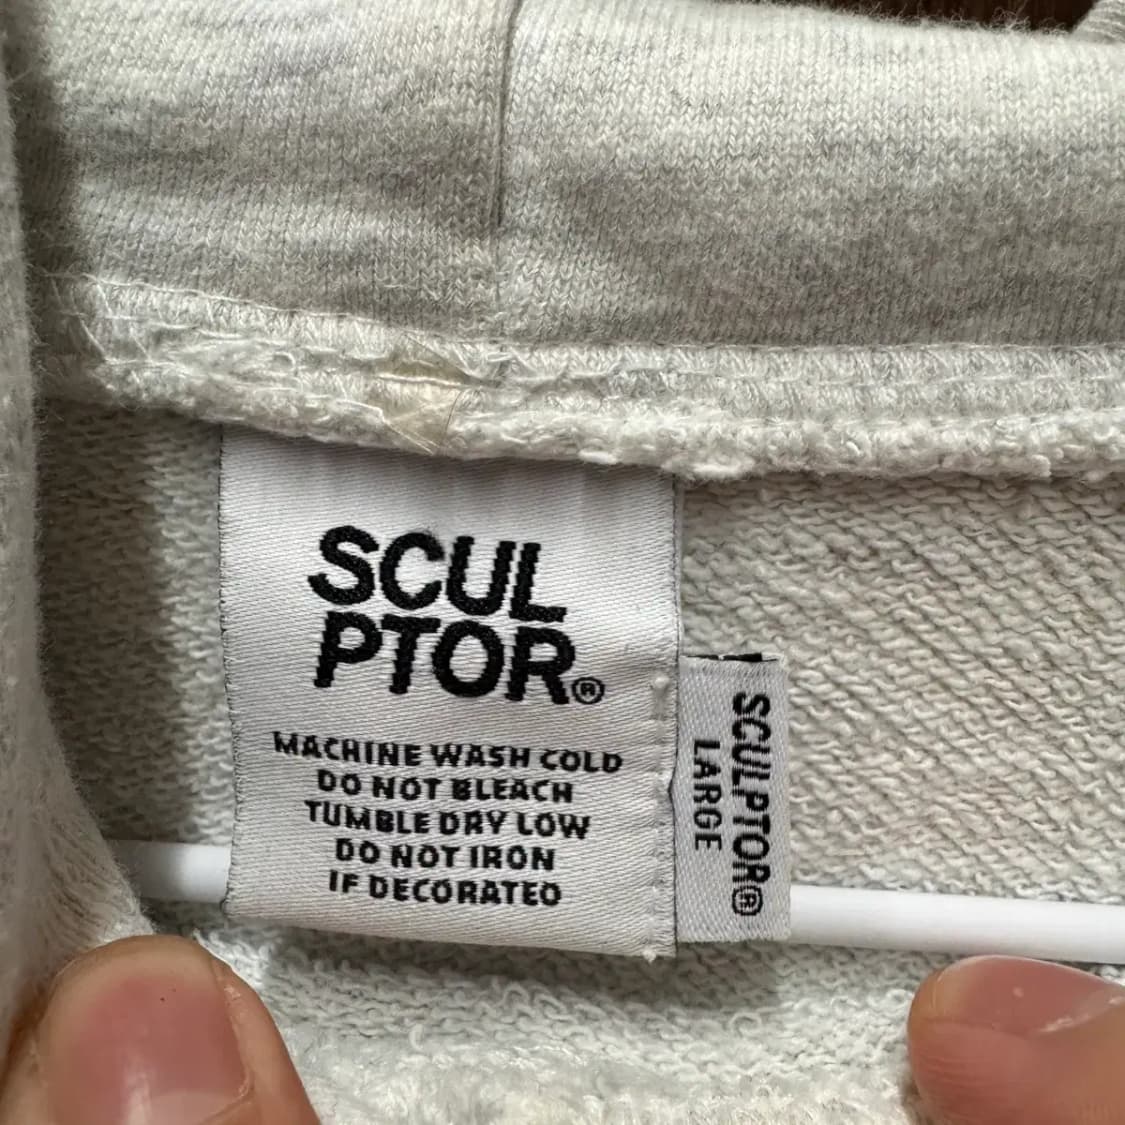 SCUL
PTOR®
MACHINE WASH COLD
DO NOT BLEACH
TUMBLE DRY LOW
DO NOT IRON
IF DECORATED
SCULPTOR®
LARGE